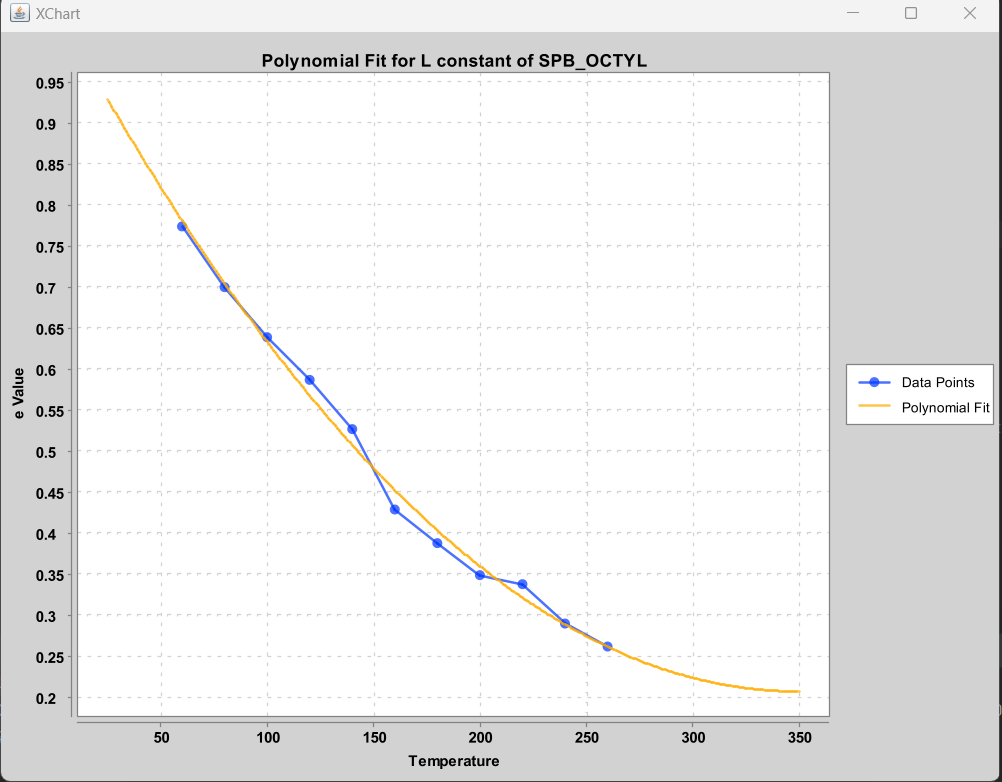 XChart
Polynomial Fit for L constant of SPB_OCTYL
0.95
0.9
0.85
0.8
0.75
0.7
0.65
0.6
0.55
0.5
0.45
0.4
0.35
0.3
0.25
0.2
e Value
50 100 150 200 250 300 350
Temperature
Data Points
Polynomial Fit